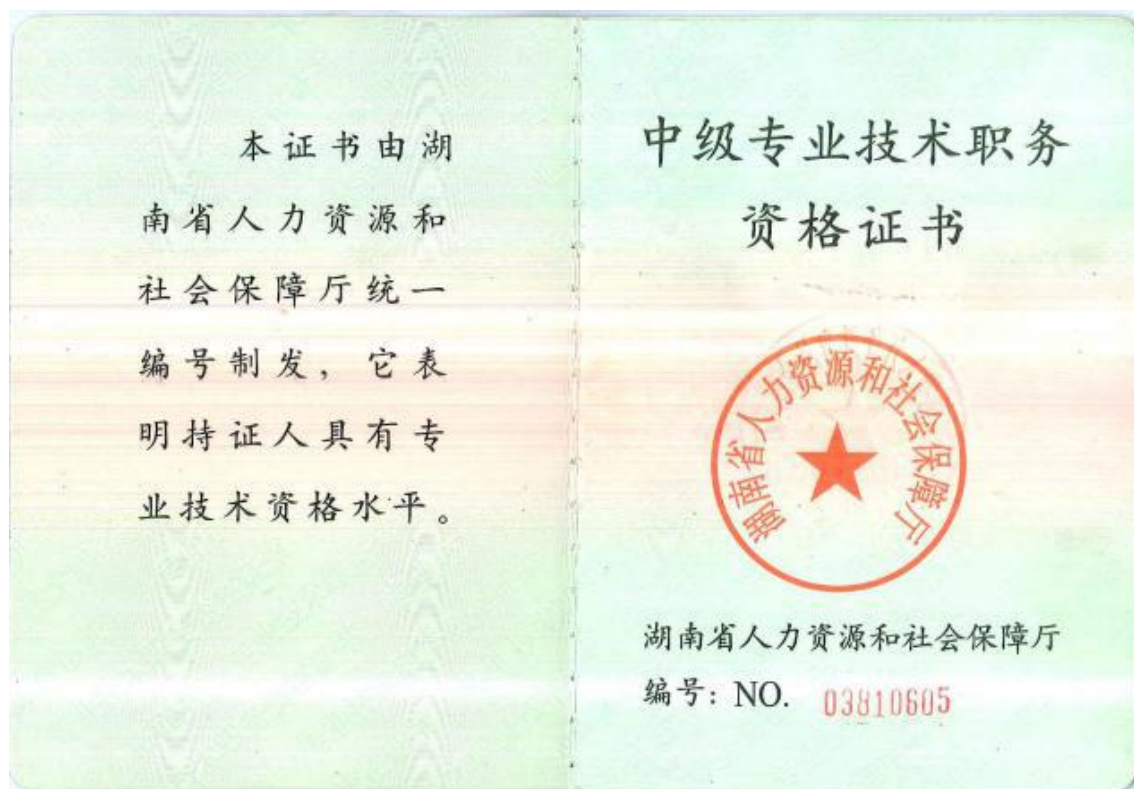 本证书由湖
南省人力资源和
社会保障厅统一
编号制发，它表
明持证人具有专
业技术资格水平。
中级专业技术职务
资格证书
湖南省人力资源和社会保障厅
湖南省人力资源和社会保障厅
编号：NO. 03810605